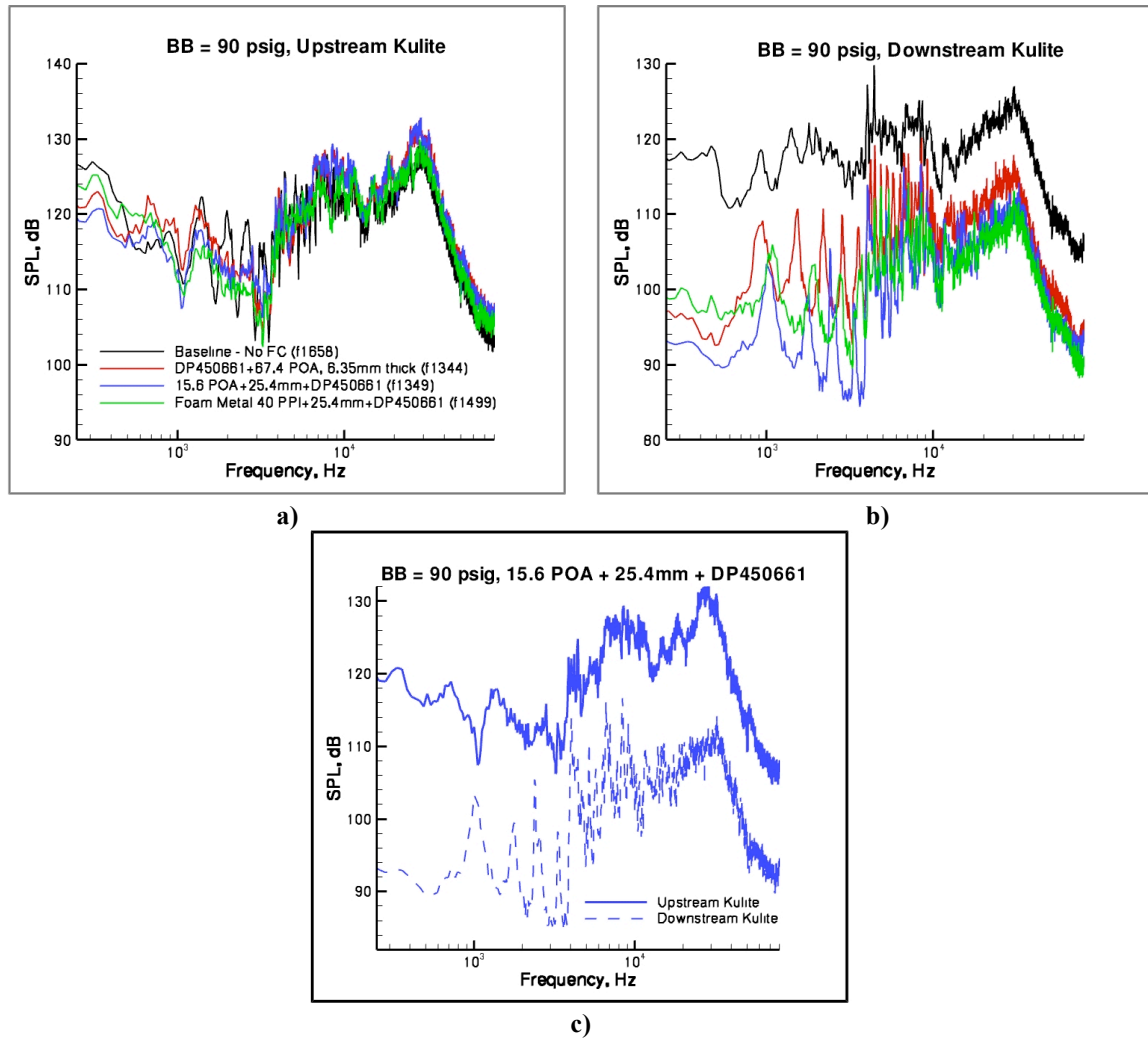 BB = 90 psig, Upstream Kulite
140
130
120
110
100
90
SPL, dB
Baseline - No FC (f1658)
DP450661+67.4 POA, 6.35mm thick (f1344)
15.6 POA+25.4mm+DP450661 (f1349)
Foam Metal 40 PPI+25.4mm+DP450661 (f1499)
10³ 10⁴
Frequency, Hz
a)
BB = 90 psig, Downstream Kulite
130
120
110
100
90
80
SPL, dB
10³ 10⁴
Frequency, Hz
b)
BB = 90 psig, 15.6 POA + 25.4mm + DP450661
130
120
110
100
90
SPL, dB
Upstream Kulite
Downstream Kulite
10³ 10⁴
Frequency, Hz
c)